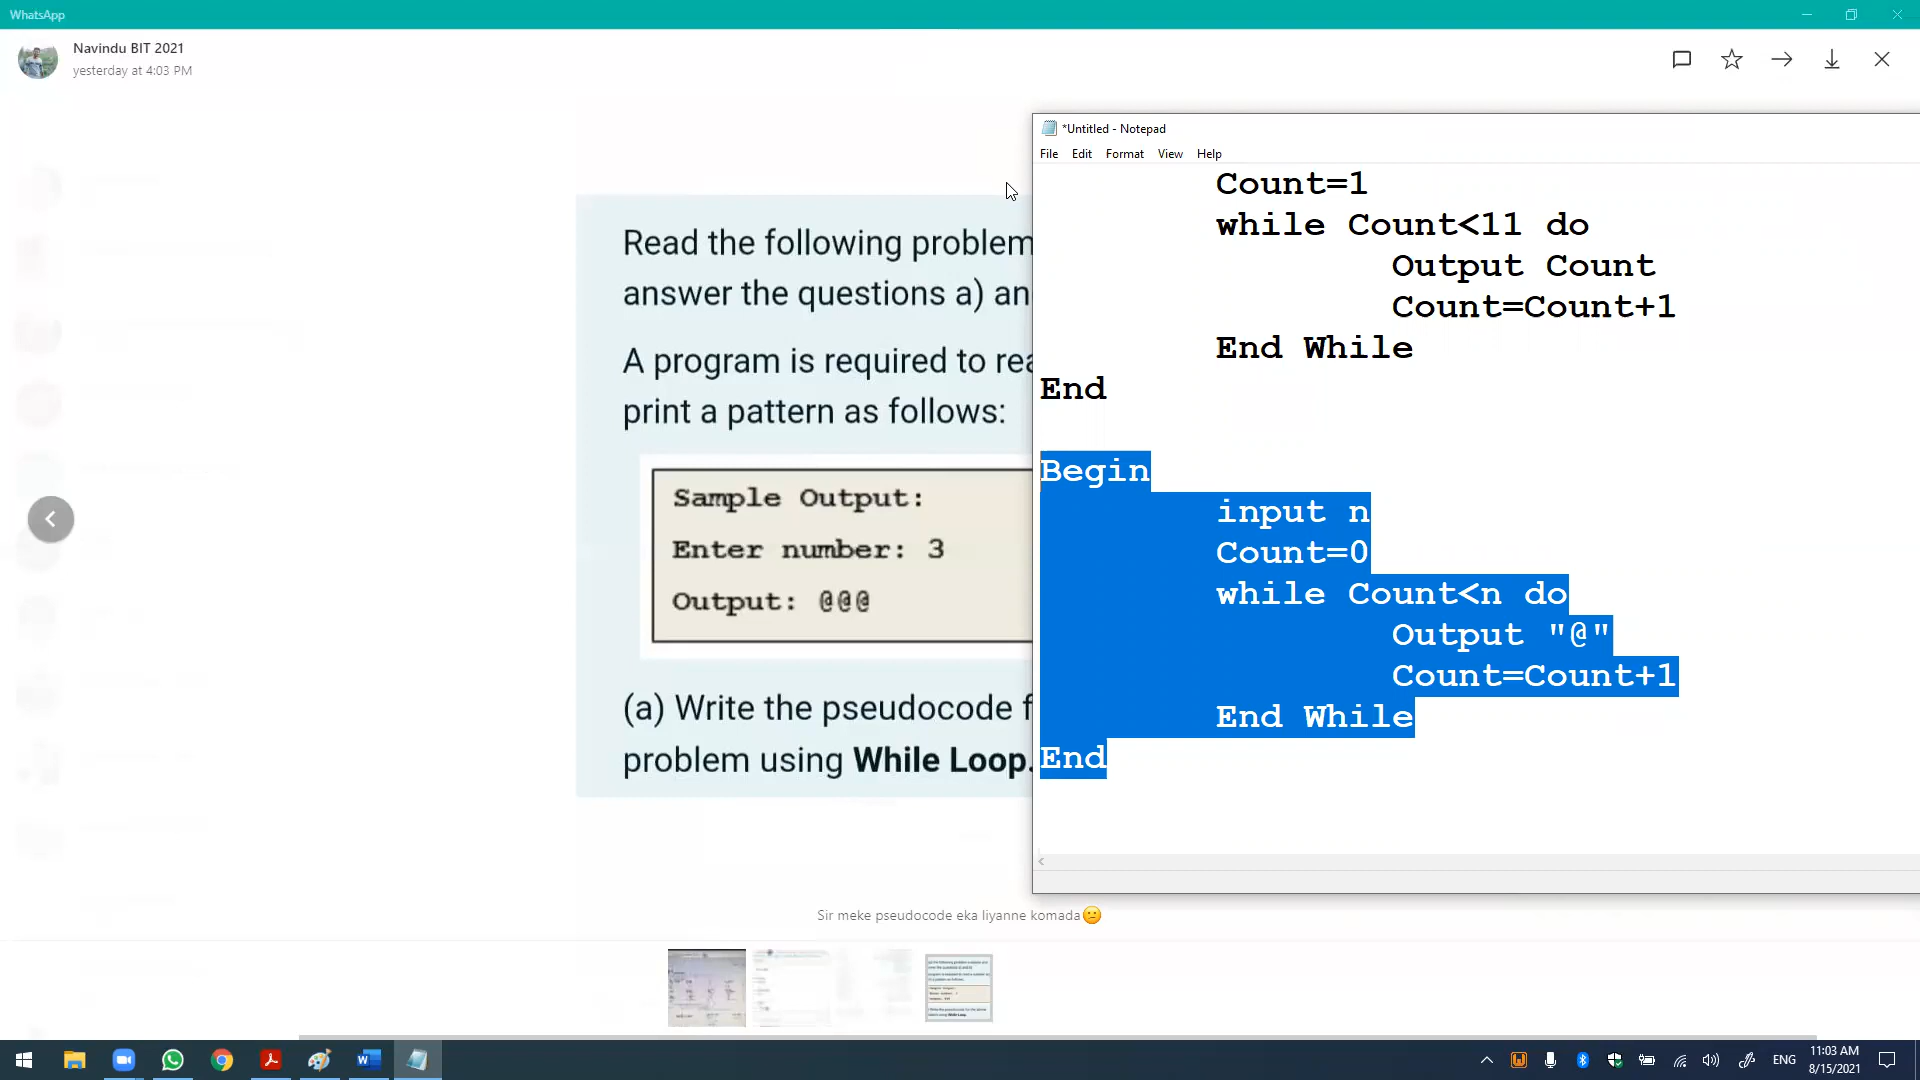 WhatsApp
Navindu BIT 2021
yesterday at 4:03 PM
Read the following problem
answer the questions a) an
A program is required to rea
print a pattern as follows:
Sample Output:
Enter number: 3
Output: @@@
(a) Write the pseudocode f
problem using While Loop.
Sir meke pseudocode eka liyanne komada😕
*Untitled - Notepad
File Edit Format View Help
Count=1
while Count<11 do
Output Count
Count=Count+1
End While
End
Begin
input n
Count=0
while Count<n do
Output "@"
Count=Count+1
End While
End
ENG
11:03 AM
8/15/2021